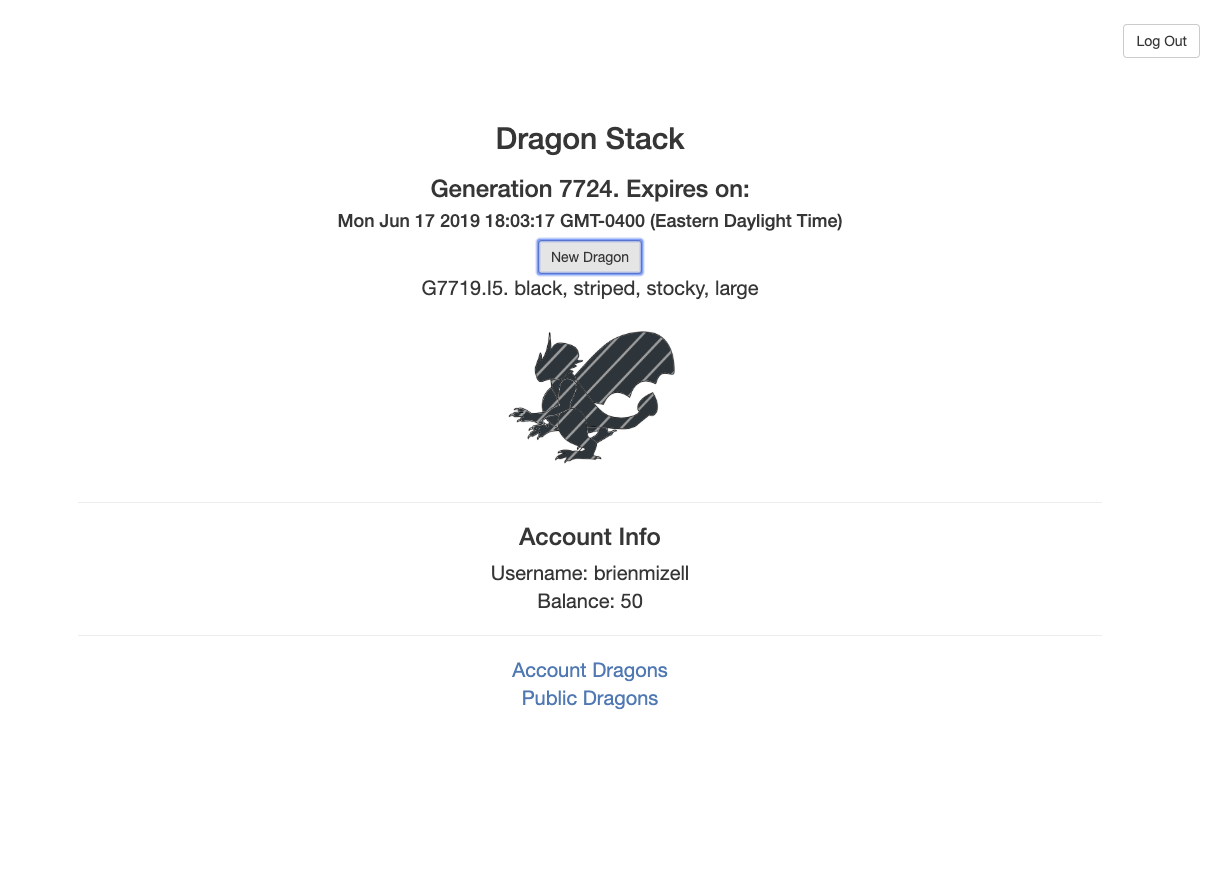 Log Out
Dragon Stack
Generation 7724. Expires on:
Mon Jun 17 2019 18:03:17 GMT-0400 (Eastern Daylight Time)
New Dragon
G7719.I5. black, striped, stocky, large
Account Info
Username: brienmizell
Balance: 50
Account Dragons
Public Dragons